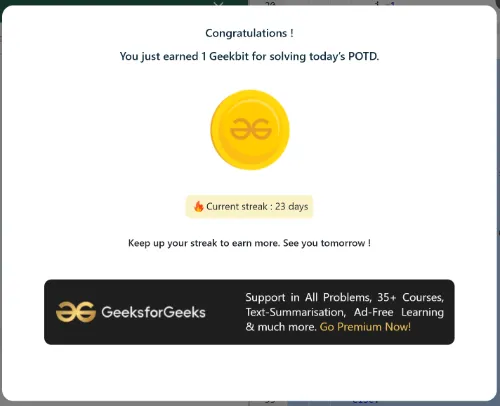 Congratulations !
You just earned 1 Geekbit for solving today's POTD.
Current streak : 23 days
Keep up your streak to earn more. See you tomorrow !
GeeksforGeeks
Support in All Problems, 35+ Courses,
Text-Summarisation, Ad-Free Learning
& much more. Go Premium Now!